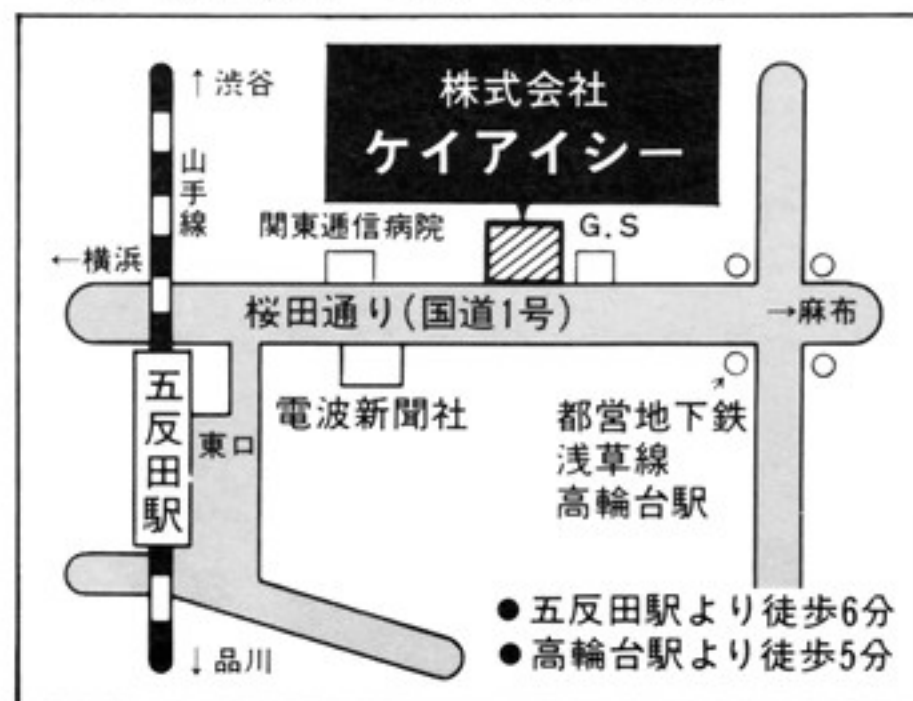 株式会社
ケイアイシー
↑渋谷
山手線
関東逓信病院
G.S
←横浜
桜田通り(国道1号)
→麻布
五反田駅
東口
電波新聞社
都営地下鉄
浅草線
高輪台駅
●五反田駅より徒歩6分
●高輪台駅より徒歩5分
↓品川